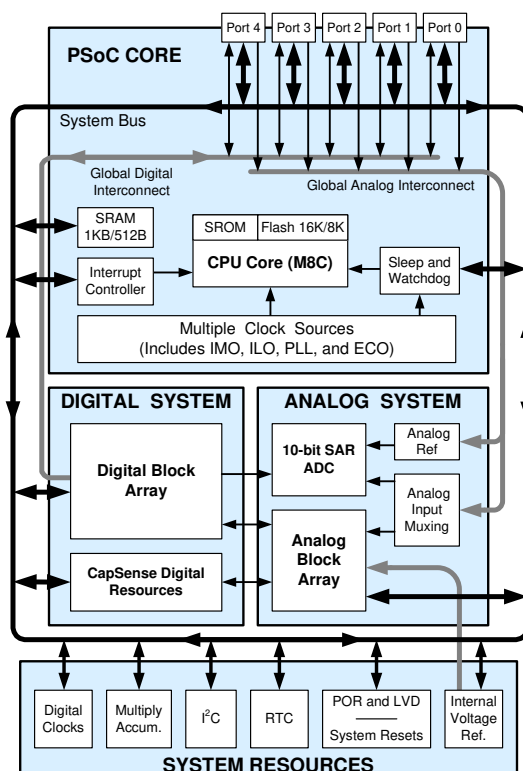 Port 4 Port 3 Port 2 Port 1 Port 0
PSoC CORE
System Bus
Global Digital
Interconnect
Global Analog Interconnect
SRAM
1KB/512B
SROM Flash 16K/8K
CPU Core (M8C)
Interrupt
Controller
Sleep and
Watchdog
Multiple Clock Sources
(Includes IMO, ILO, PLL, and ECO)
DIGITAL SYSTEM
ANALOG SYSTEM
Digital Block
Array
10-bit SAR
ADC
Analog
Ref
Analog
Input
Muxing
Analog
Block
Array
CapSense Digital
Resources
Digital
Clocks
Multiply
Accum.
I²C
RTC
POR and LVD
System Resets
Internal
Voltage
Ref.
SYSTEM RESOURCES